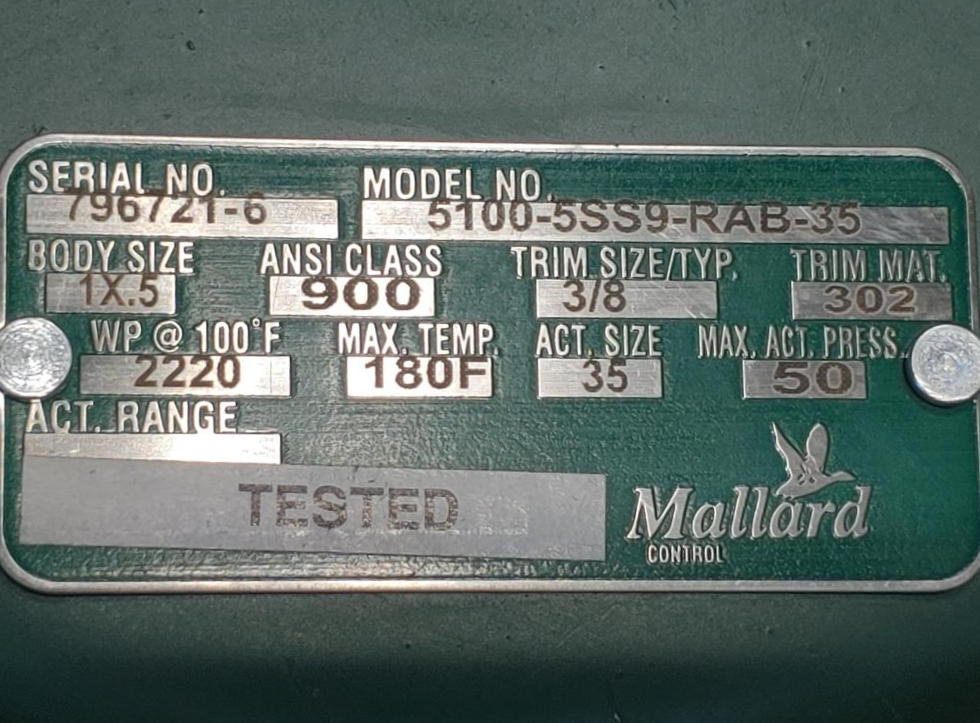 SERIAL NO. MODEL NO.
796721-6 5100-5SS9-RAB-35
BODY SIZE ANSI CLASS TRIM SIZE/TYP. TRIM MAT.
1X.5 900 3/8 302
WP @ 100°F MAX. TEMP. ACT. SIZE MAX. ACT. PRESS.
2220 180F 35 50
ACT. RANGE
TESTED
Mallard
CONTROL